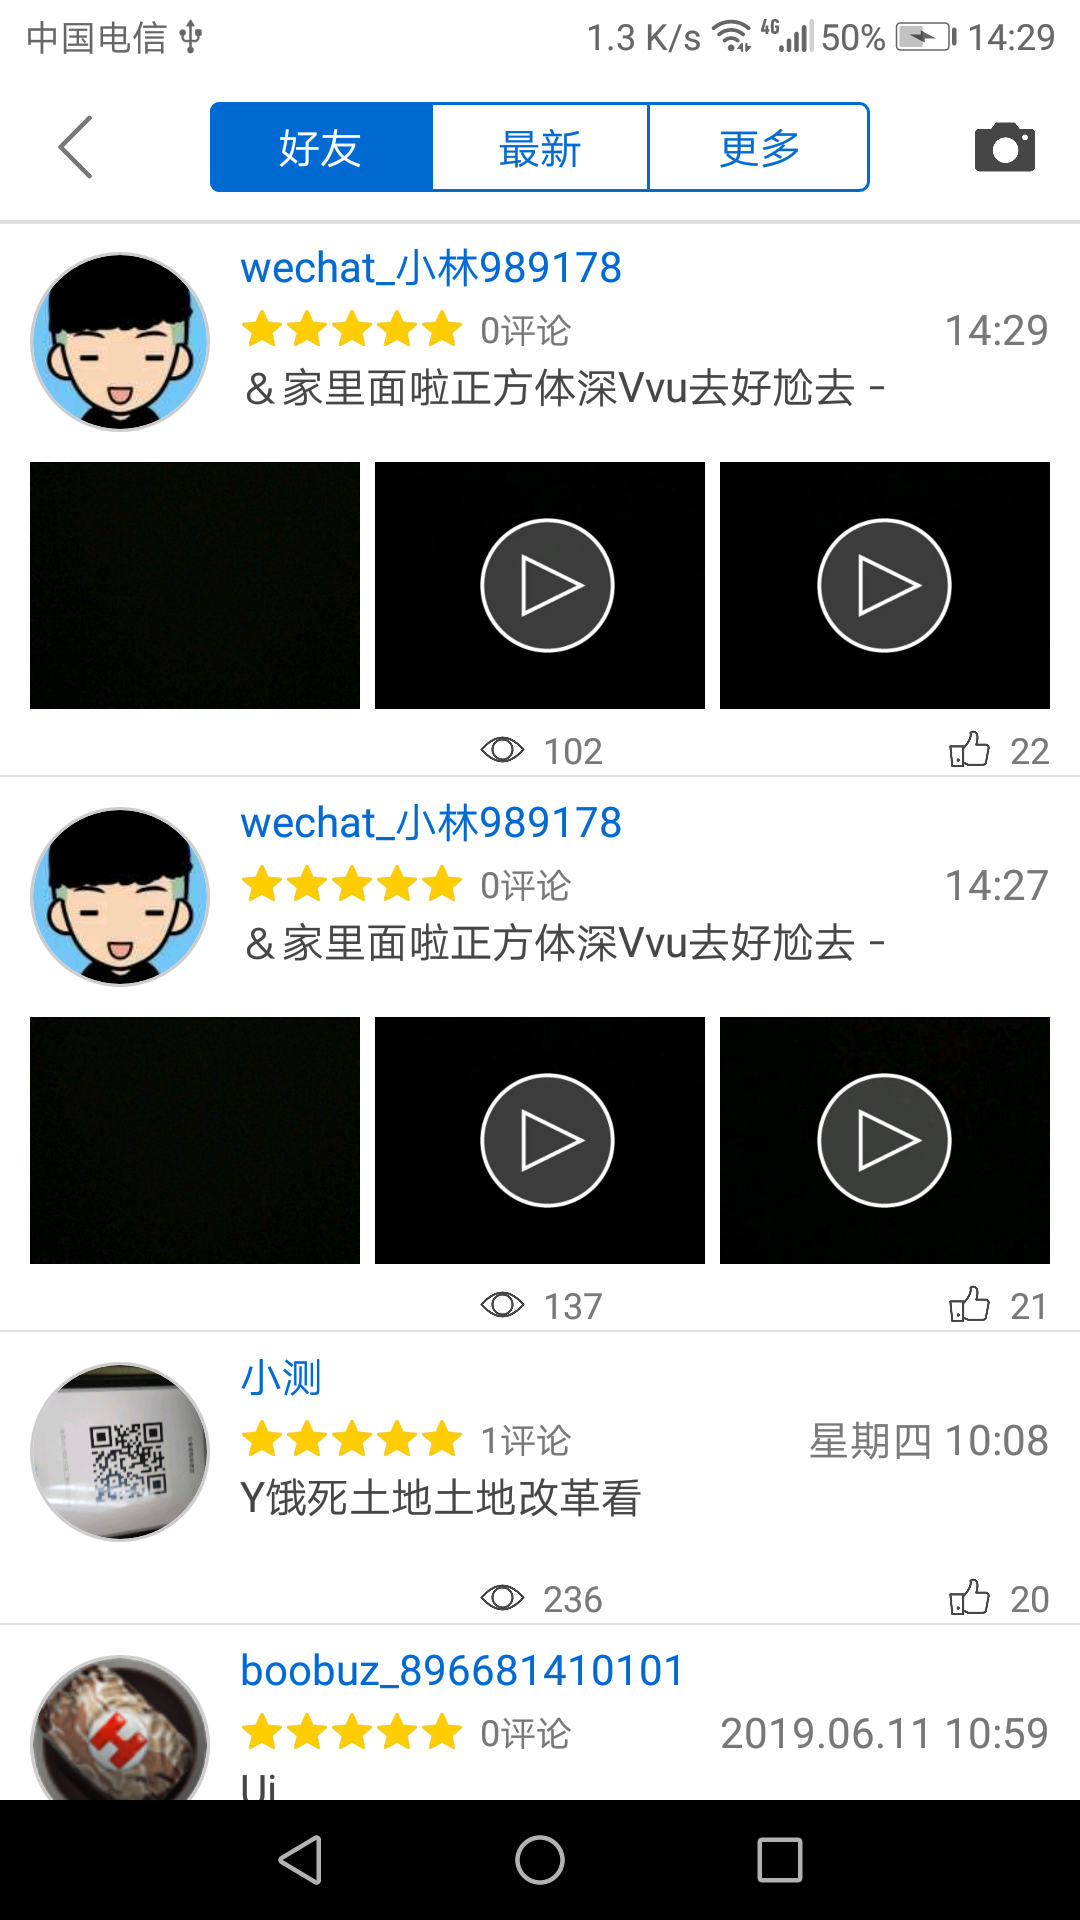 中国电信 1.3 K/s 4G 50% 14:29
好友 最新 更多
wechat_小林989178
0评论 14:29
＆家里面啦正方体深Vvu去好尬去－
102 22
wechat_小林989178
0评论 14:27
＆家里面啦正方体深Vvu去好尬去－
137 21
小测
1评论 星期四 10:08
Y饿死土地土地改革看
236 20
boobuz_896681410101
0评论 2019.06.11 10:59
Ui